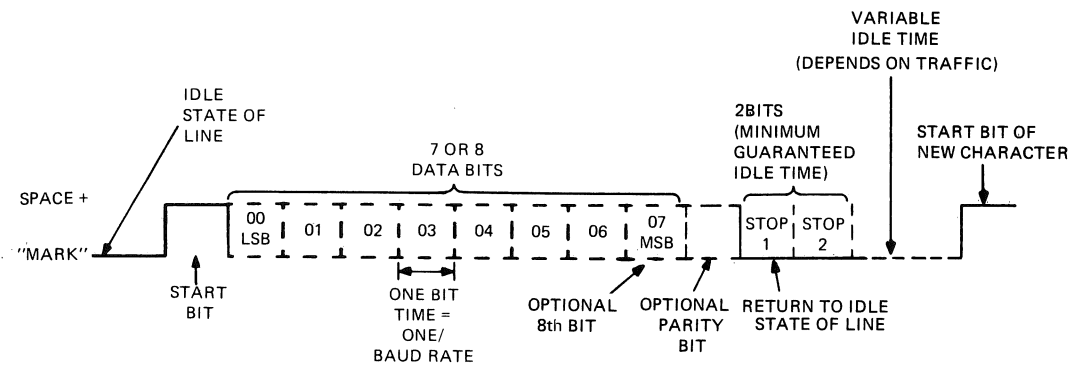 VARIABLE
IDLE TIME
(DEPENDS ON TRAFFIC)
IDLE
STATE OF
LINE
2BITS
(MINIMUM
GUARANTEED
IDLE TIME)
START BIT OF
NEW CHARACTER
7 OR 8
DATA BITS
SPACE +
"MARK"
00
LSB
01
02
03
04
05
06
07
MSB
STOP
1
STOP
2
START
BIT
ONE BIT
TIME =
ONE/
BAUD RATE
OPTIONAL
8th BIT
OPTIONAL
PARITY
BIT
RETURN TO IDLE
STATE OF LINE